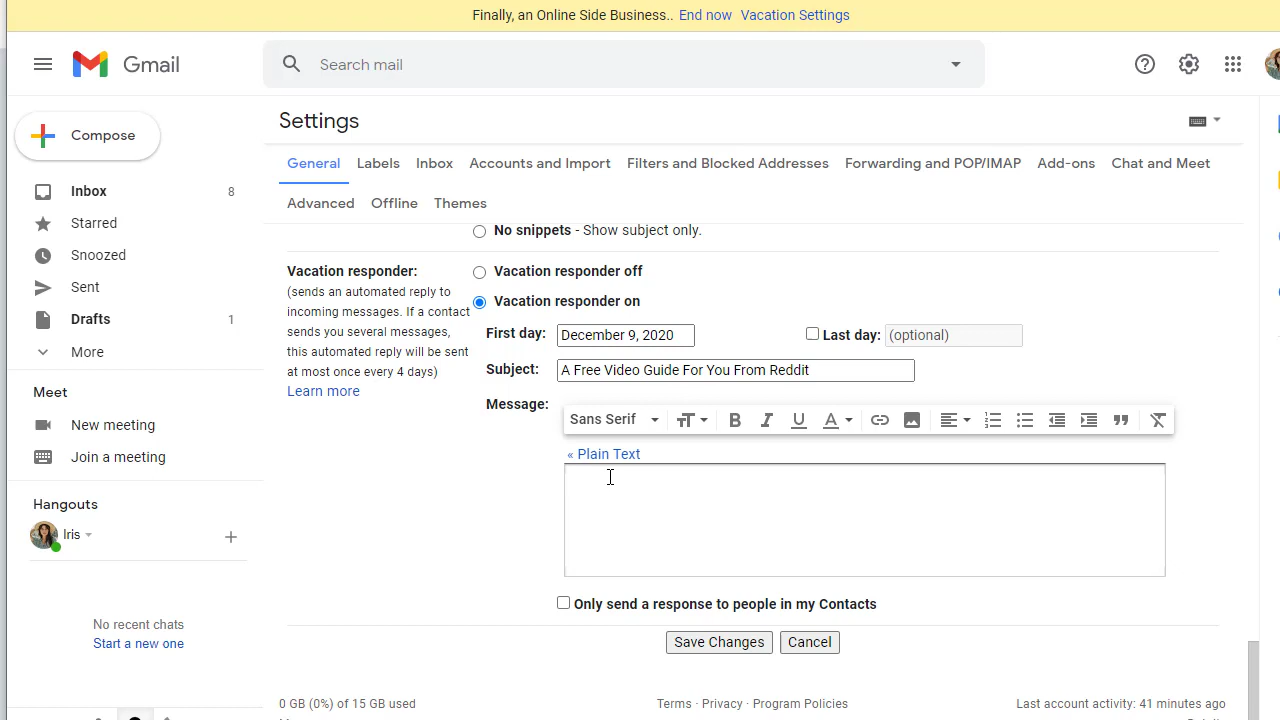 Finally, an Online Side Business.. End now Vacation Settings
Gmail
Search mail
Compose
Settings
General Labels Inbox Accounts and Import Filters and Blocked Addresses Forwarding and POP/IMAP Add-ons Chat and Meet
Advanced Offline Themes
Inbox 8
Starred
Snoozed
Sent
Drafts 1
More
Meet
New meeting
Join a meeting
Hangouts
Iris
No recent chats
Start a new one
No snippets - Show subject only.
Vacation responder:
(sends an automated reply to
incoming messages. If a contact
sends you several messages,
this automated reply will be sent
at most once every 4 days)
Learn more
Vacation responder off
Vacation responder on
First day: December 9, 2020 Last day: (optional)
Subject: A Free Video Guide For You From Reddit
Message:
Sans Serif B I U A
« Plain Text
Only send a response to people in my Contacts
Save Changes Cancel
0 GB (0%) of 15 GB used Terms · Privacy · Program Policies Last account activity: 41 minutes ago